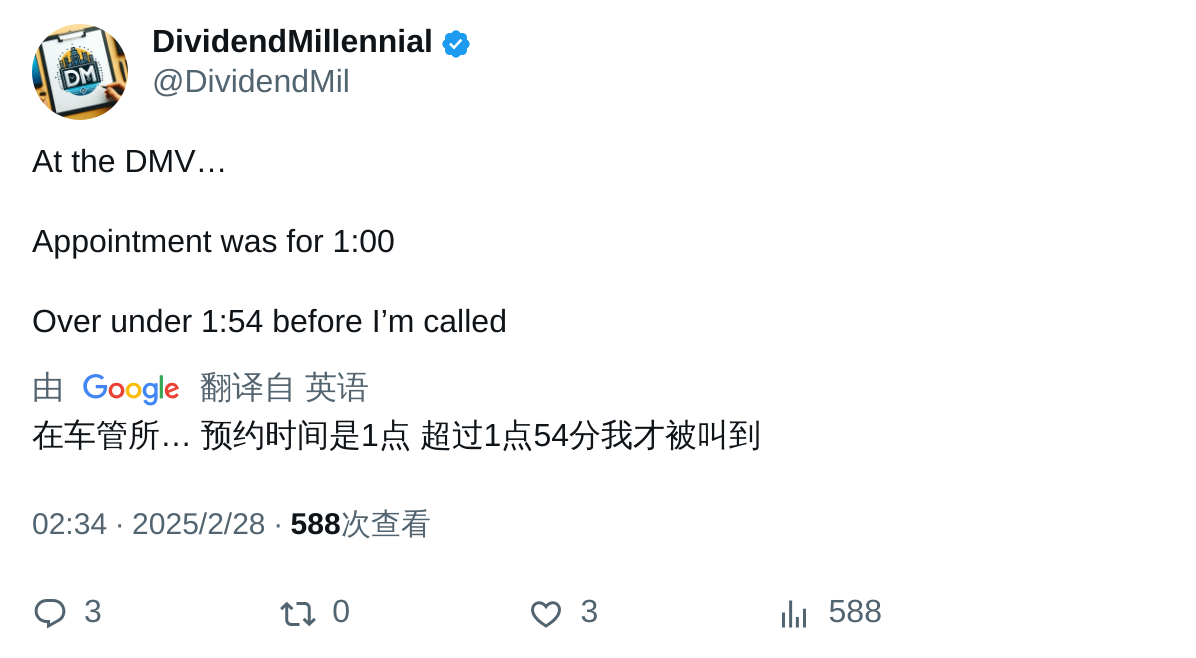 DM
DividendMillennial
@DividendMil
At the DMV…
Appointment was for 1:00
Over under 1:54 before I’m called
由 Google 翻译自 英语
在车管所… 预约时间是1点 超过1点54分我才被叫到
02:34 · 2025/2/28 · 588次查看
3 0 3 588